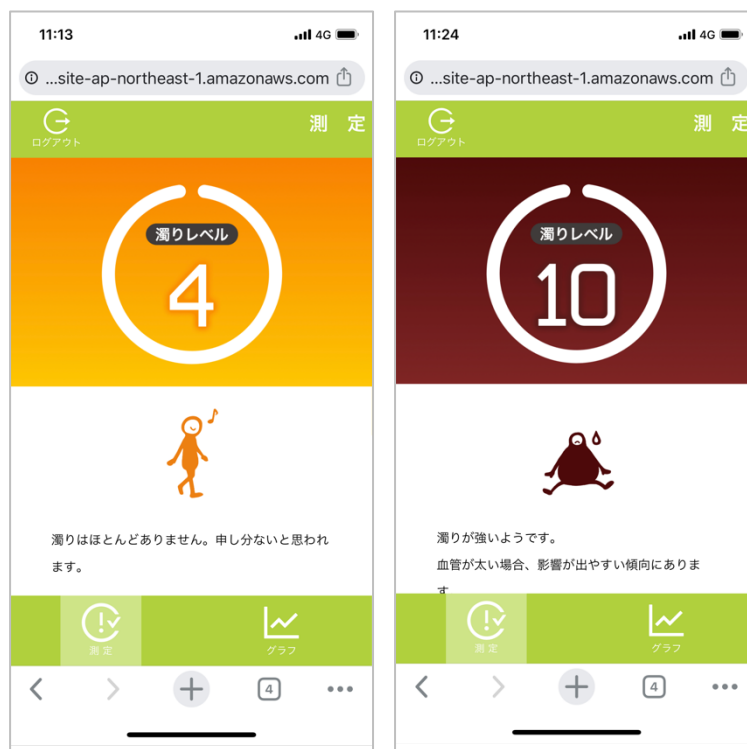 11:13
4G
...site-ap-northeast-1.amazonaws.com
ログアウト
測 定
濁りレベル
4
濁りはほとんどありません。申し分ないと思われ
ます。
測 定
グラフ
4
11:24
4G
...site-ap-northeast-1.amazonaws.com
ログアウト
測 定
濁りレベル
10
濁りが強いようです。
血管が太い場合、影響が出やすい傾向にありま
す
測 定
グラフ
4